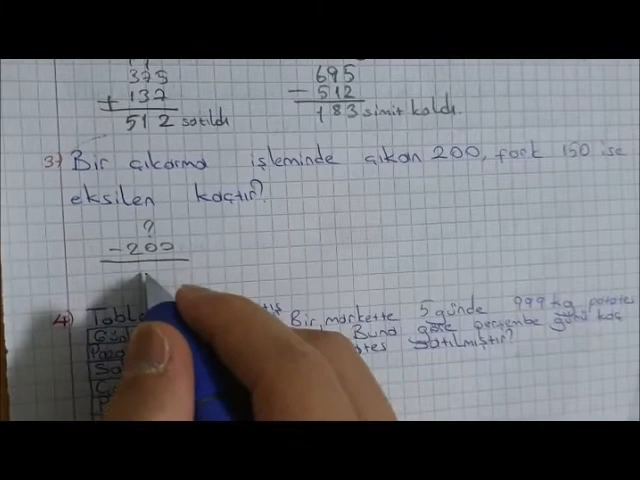 375
695
+ 137
- 512
512 satıldı
183 simit kaldı.
3) Bir çıkarma işleminde çıkan 200, fark 150 ise
eksilen kaçtır?
?
- 200
4) Bir markette 5 günde 999 kg patates
Buna göre perşembe günü kaç
satılmıştır?